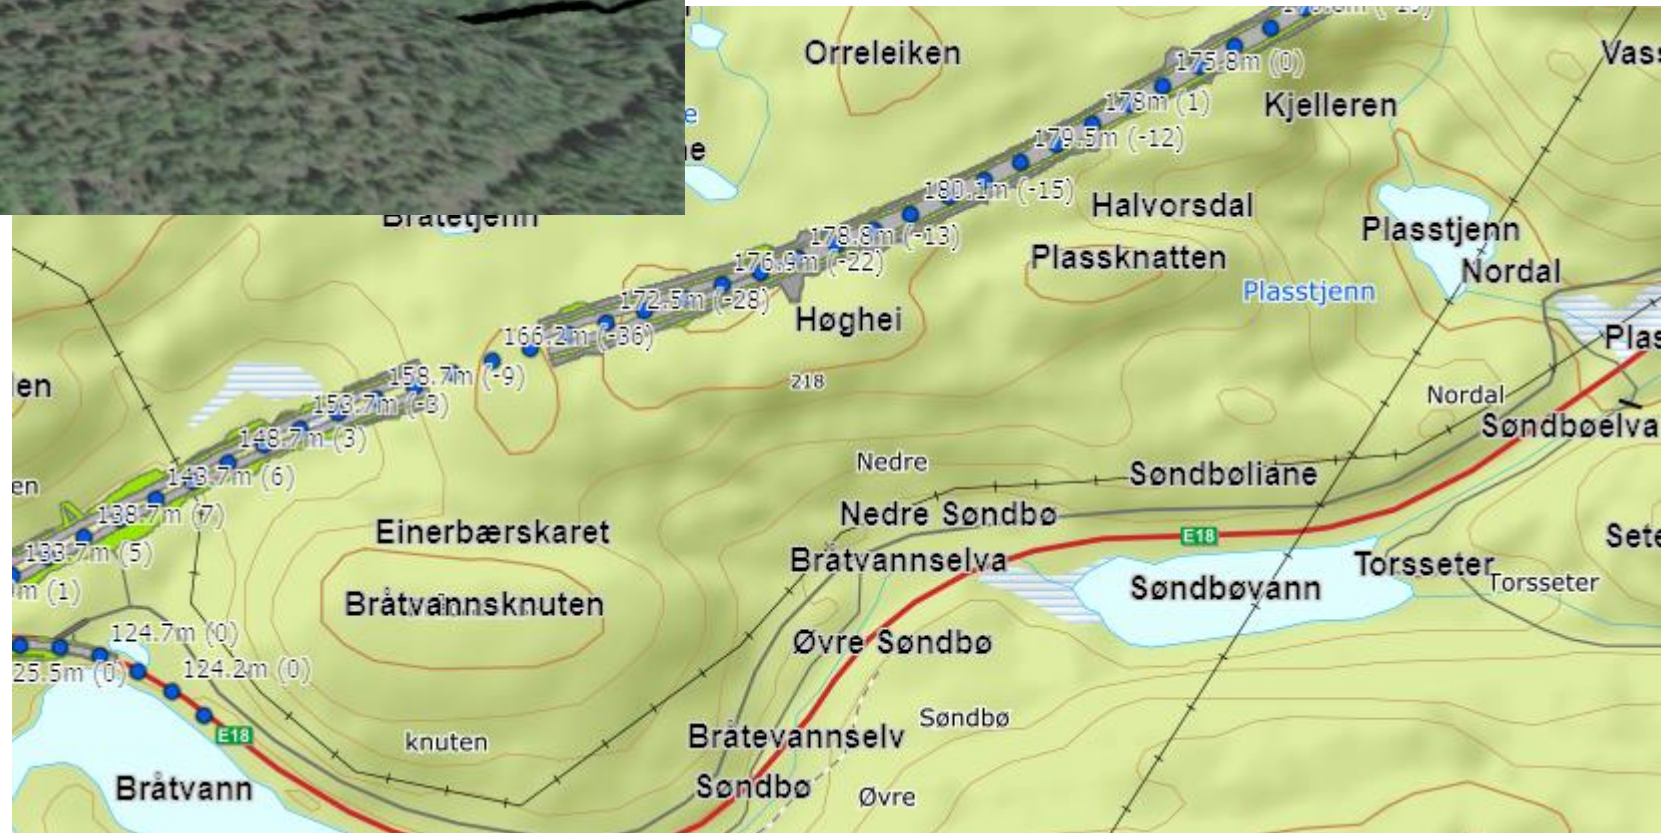 Orreleiken
175.8m (0)
178m (1)
Kjelleren
179.5m (-12)
180.1m (-15)
Halvorsdal
Plasstjenn
178.8m (-13)
Plassknatten
176.9m (-22)
Nordal
Plasstjenn
172.5m (-28)
Høghei
166.2m (-36)
158.7m (-9)
218
153.7m (-3)
Nordal
148.7m (3)
Søndbøelva
Nedre
143.7m (6)
Søndbøliane
138.7m (7)
Nedre Søndbø
Einerbærskaret
E18
133.7m (5)
Bråtvannselva
Torsseter
Torsseter
m (1)
Søndbøvann
Bråtvannsknuten
124.7m (0)
Øvre Søndbø
25.5m (0)
124.2m (0)
Søndbø
E18
knuten
Bråtevannselv
Bråtvann
Søndbø
Øvre